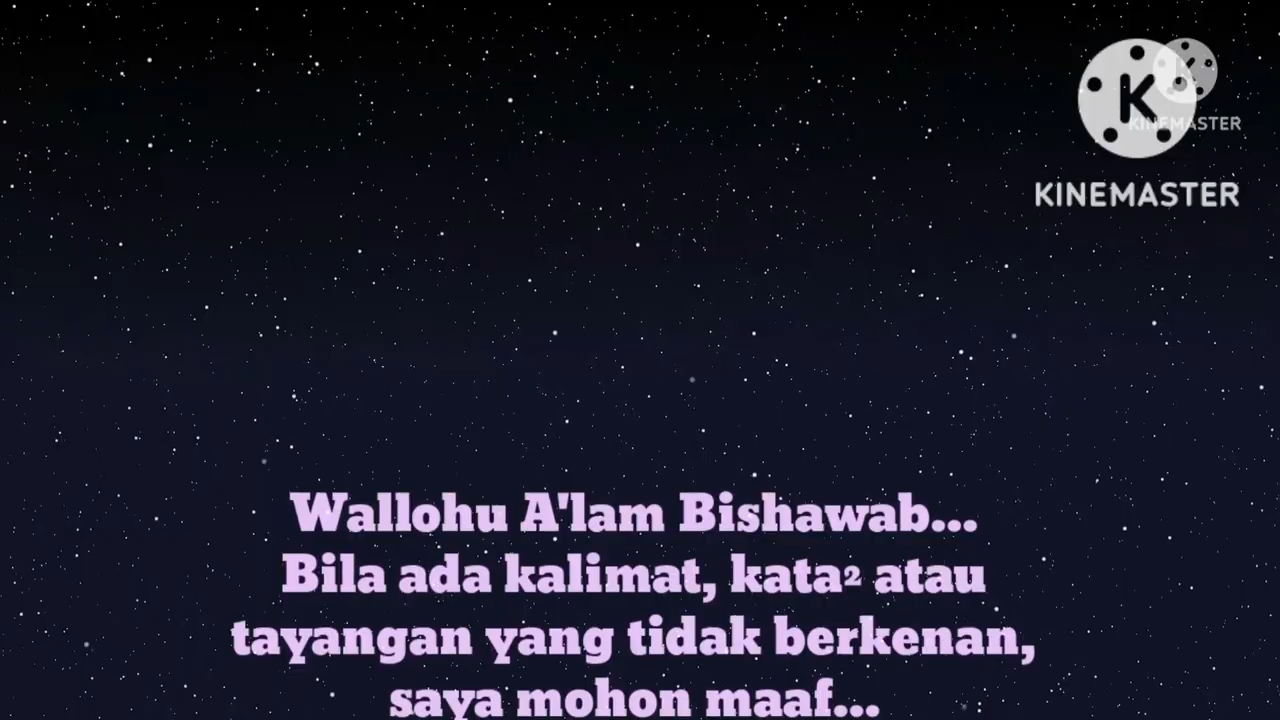 KINEMASTER
KINEMASTER
Wallohu A'lam Bishawab...
Bila ada kalimat, kata² atau
tayangan yang tidak berkenan,
saya mohon maaf...